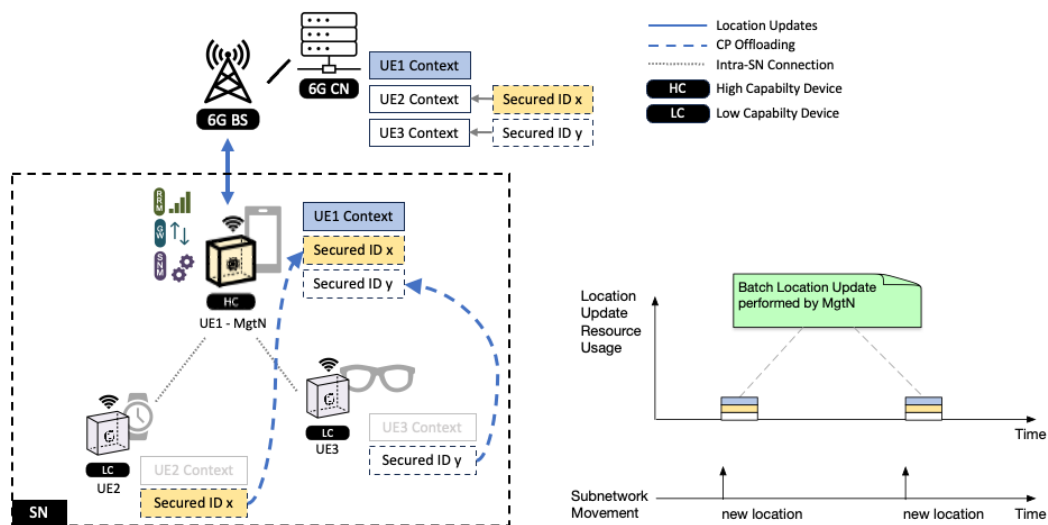 6G BS
6G CN
UE1 Context
UE2 Context
Secured ID x
UE3 Context
Secured ID y
Location Updates
CP Offloading
Intra-SN Connection
HC
High Capabilty Device
LC
Low Capabilty Device
RRM
GW
SNM
HC
UE1 - MgtN
UE1 Context
Secured ID x
Secured ID y
LC
UE2
UE2 Context
Secured ID x
LC
UE3
UE3 Context
Secured ID y
SN
Location
Update
Resource
Usage
Batch Location Update
performed by MgtN
Time
Subnetwork
Movement
new location
new location
Time